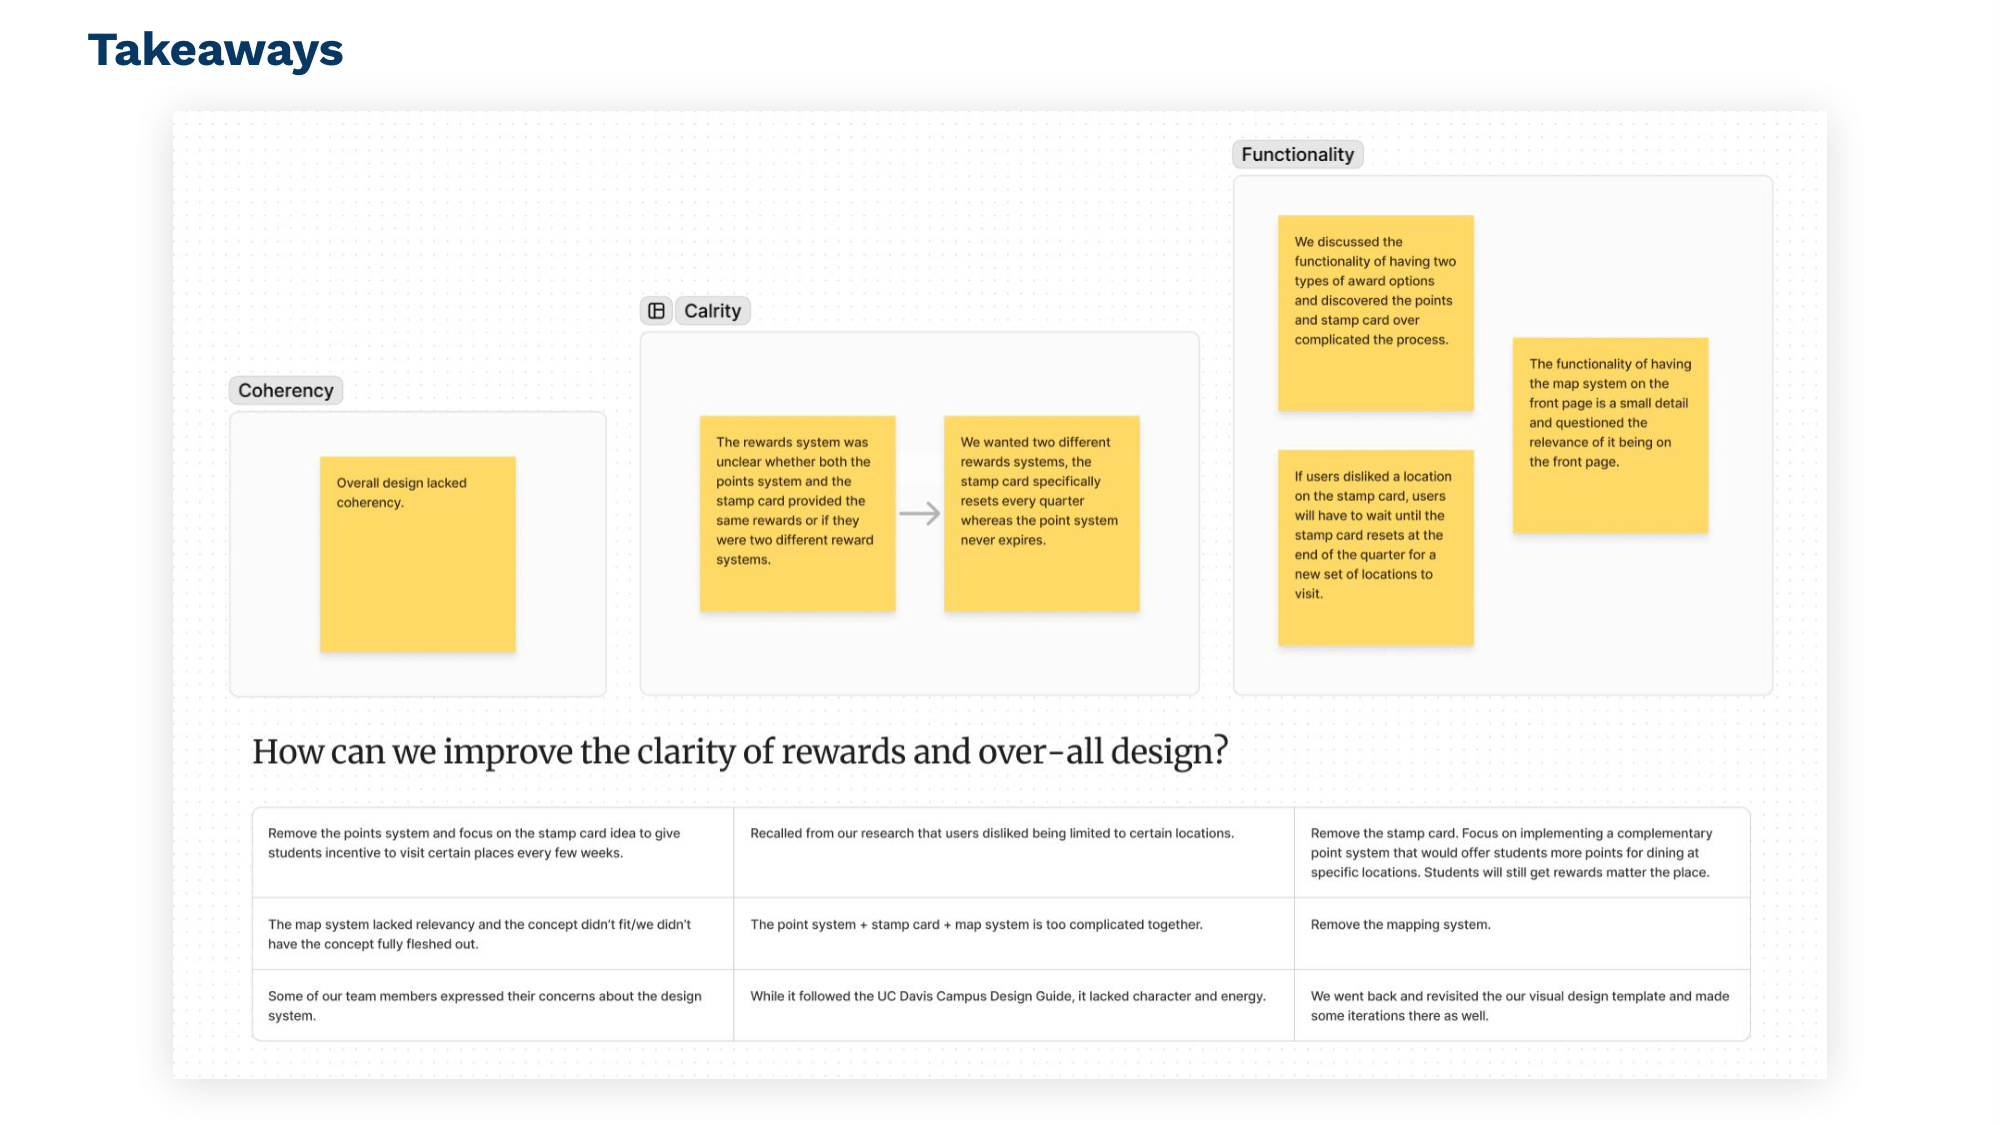 Takeaways
Coherency
Overall design lacked
coherency.
Calrity
The rewards system was
unclear whether both the
points system and the
stamp card provided the
same rewards or if they
were two different reward
systems.
We wanted two different
rewards systems, the
stamp card specifically
resets every quarter
whereas the point system
never expires.
Functionality
We discussed the
functionality of having two
types of award options
and discovered the points
and stamp card over
complicated the process.
If users disliked a location
on the stamp card, users
will have to wait until the
stamp card resets at the
end of the quarter for a
new set of locations to
visit.
The functionality of having
the map system on the
front page is a small detail
and questioned the
relevance of it being on
the front page.
How can we improve the clarity of rewards and over-all design?
Remove the points system and focus on the stamp card idea to give
students incentive to visit certain places every few weeks.
Recalled from our research that users disliked being limited to certain locations.
Remove the stamp card. Focus on implementing a complementary
point system that would offer students more points for dining at
specific locations. Students will still get rewards matter the place.
The map system lacked relevancy and the concept didn't fit/we didn't
have the concept fully fleshed out.
The point system + stamp card + map system is too complicated together.
Remove the mapping system.
Some of our team members expressed their concerns about the design
system.
While it followed the UC Davis Campus Design Guide, it lacked character and energy.
We went back and revisited the our visual design template and made
some iterations there as well.